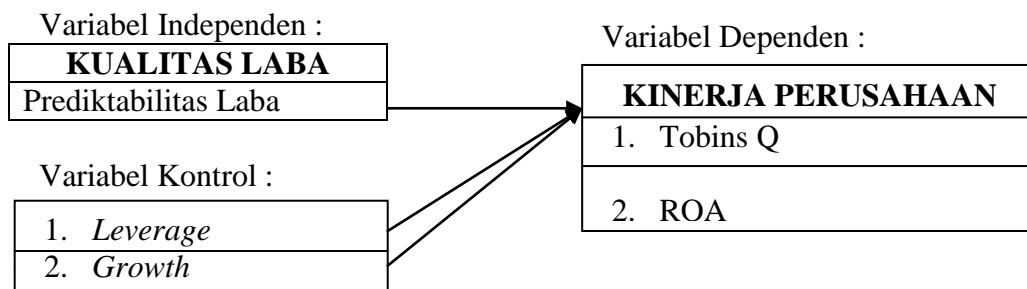 Variabel Independen :
KUALITAS LABA
Prediktabilitas Laba
Variabel Kontrol :
1. Leverage
2. Growth
Variabel Dependen :
KINERJA PERUSAHAAN
1. Tobins Q
2. ROA